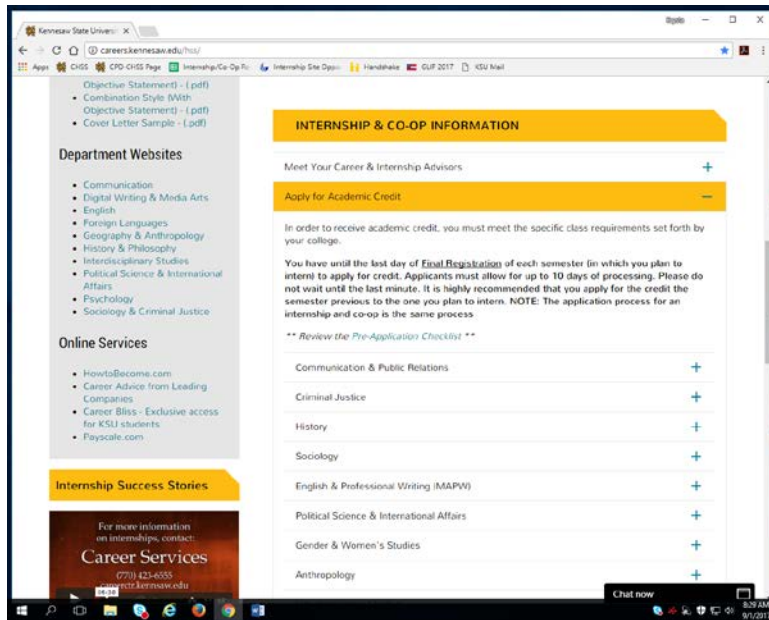 Kennesaw State Universi
careers.kennesaw.edu/hss/
Apps CHSS CPD-CHSS Page Internship/Co-Op Fo Internship Site Oppo Handshake GUF 2017 KSU Mail
Objective Statement) - (.pdf)
Combination Style (With
Objective Statement) - (.pdf)
Cover Letter Sample - (.pdf)
Department Websites
Communication
Digital Writing & Media Arts
English
Foreign Languages
Geography & Anthropology
History & Philosophy
Interdisciplinary Studies
Political Science & International
Affairs
Psychology
Sociology & Criminal Justice
Online Services
HowtoBecome.com
Career Advice from Leading
Companies
Career Bliss - Exclusive access
for KSU students
Payscale.com
Internship Success Stories
For more information
on internships, contact:
Career Services
(770) 423-6555
careerctr.kennsaw.edu
06:38
INTERNSHIP & CO-OP INFORMATION
Meet Your Career & Internship Advisors
Apply for Academic Credit
In order to receive academic credit, you must meet the specific class requirements set forth by
your college.
You have until the last day of Final Registration of each semester (in which you plan to
intern) to apply for credit. Applicants must allow for up to 10 days of processing. Please do
not wait until the last minute. It is highly recommended that you apply for the credit the
semester previous to the one you plan to intern. NOTE: The application process for an
internship and co-op is the same process
** Review the Pre-Application Checklist **
Communication & Public Relations
Criminal Justice
History
Sociology
English & Professional Writing (MAPW)
Political Science & International Affairs
Gender & Women's Studies
Anthropology
Chat now
8:29 AM
9/1/2017